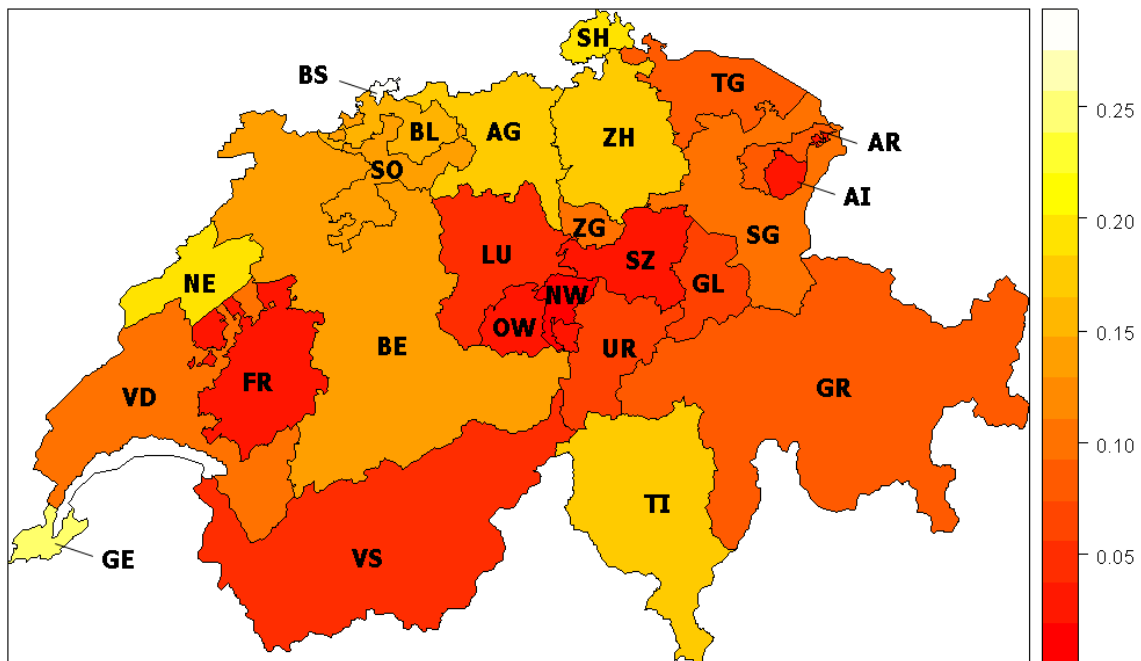 SH
BS
TG
BL
AG
ZH
AR
SO
AI
ZG
SG
LU
SZ
NE
GL
NW
OW
BE
UR
FR
GR
VD
TI
VS
GE
0.25
0.20
0.15
0.10
0.05